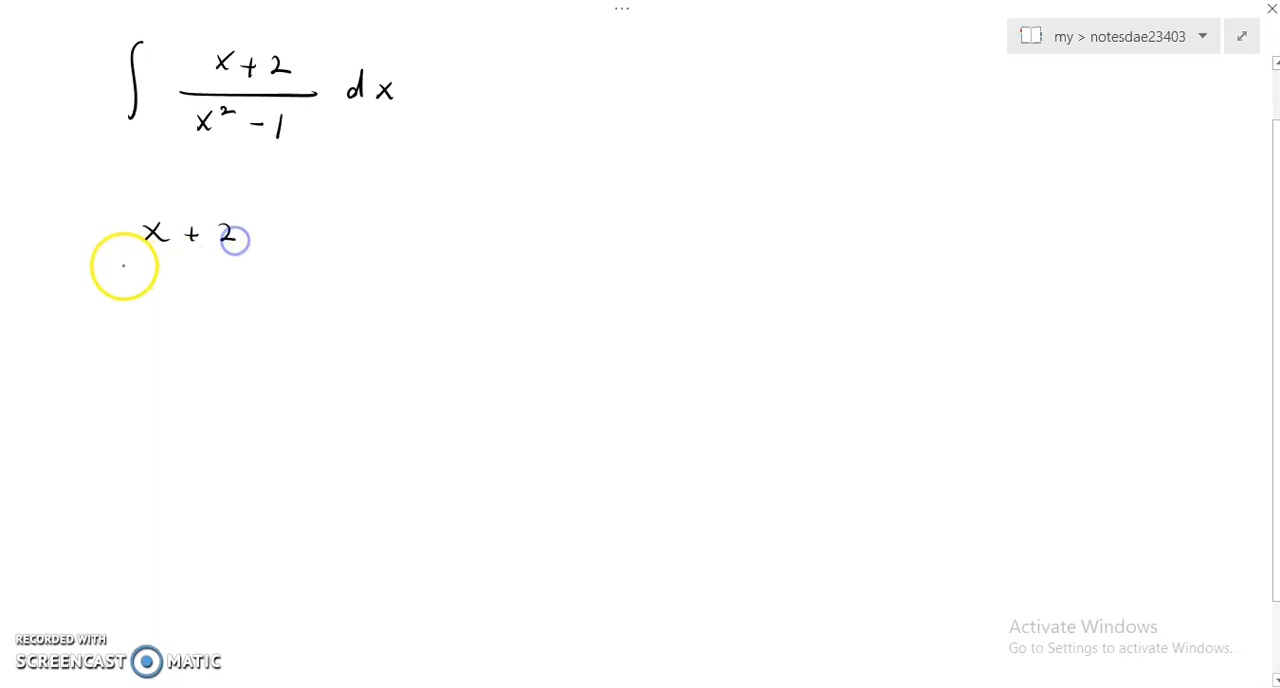 ...
my > notesdae23403
∫ (x + 2)/(x² - 1) dx
x + 2
Activate Windows
Go to Settings to activate Windows.
RECORDED WITH
SCREENCAST MATIC